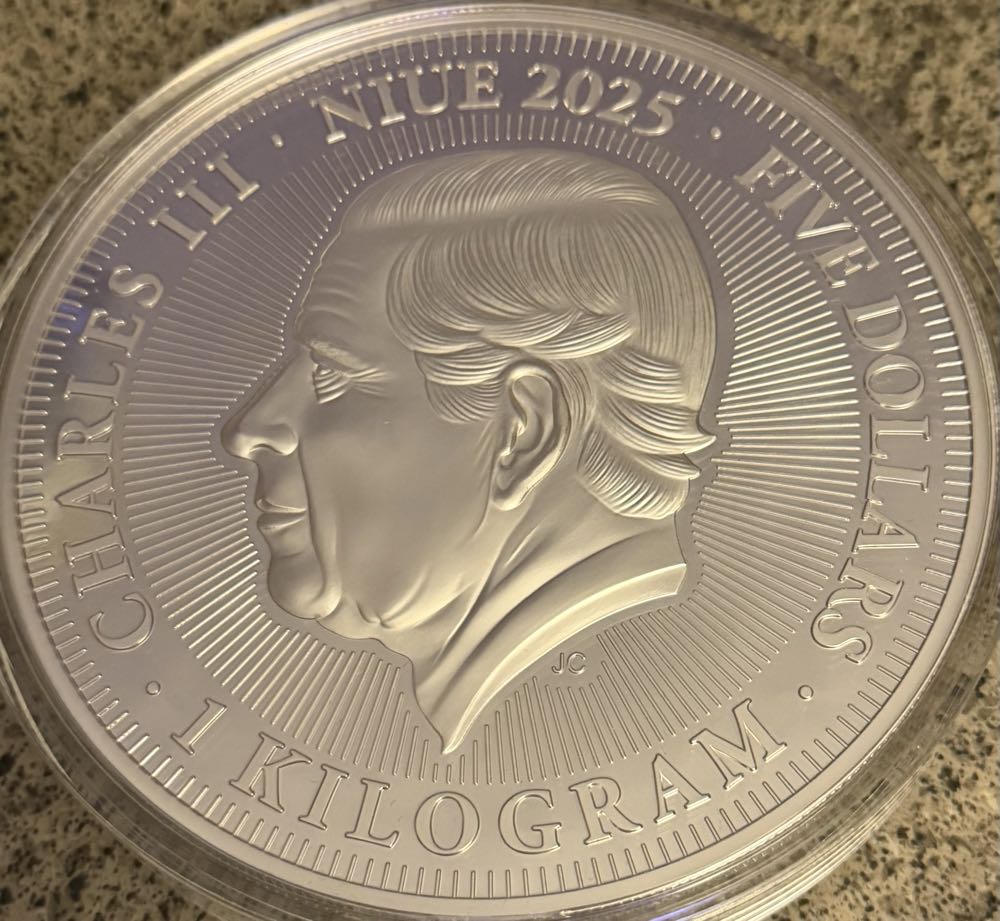 CHARLES III · NIUE 2025 · FIVE DOLLARS
· 1 KILOGRAM ·
JC